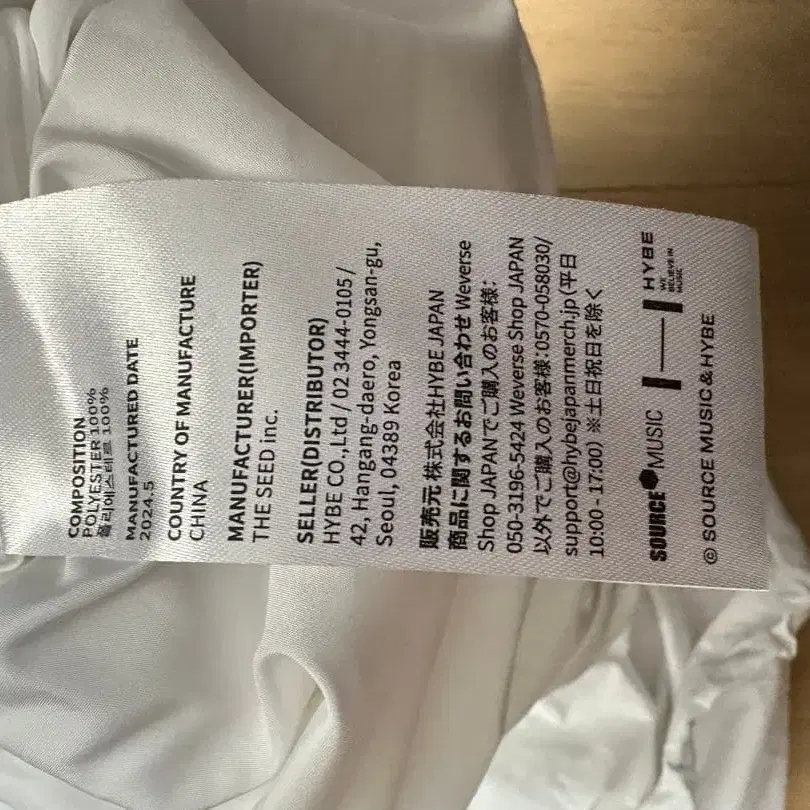 COMPOSITION
POLYESTER 100%
폴리에스테르 100%
MANUFACTURED DATE
2024.5
COUNTRY OF MANUFACTURE
CHINA
MANUFACTURER(IMPORTER)
THE SEED inc.
SELLER(DISTRIBUTOR)
HYBE CO.,Ltd / 02 3444-0105 /
42, Hangang-daero, Yongsan-gu,
Seoul, 04389 Korea
販売元 株式会社HYBE JAPAN
商品に関するお問い合わせ Weverse
Shop JAPANでご購入のお客様:
050-3196-5424 Weverse Shop JAPAN
以外でご購入のお客様:0570-058030/
support@hybejapanmerch.jp(平日
10:00 - 17:00) ※土日祝日を除く
SOURCE MUSIC
HYBE
WE
BELIEVE IN
MUSIC
© SOURCE MUSIC & HYBE